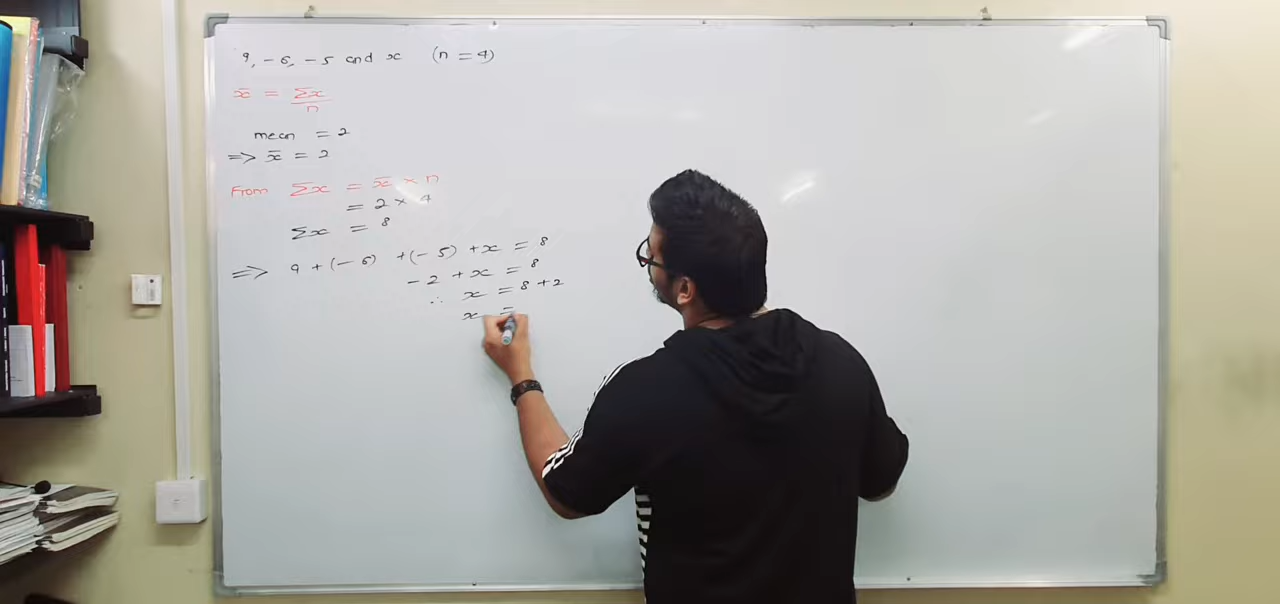 9, -6, -5 and x (n = 4)
x̄ = Σx/n
mean = 2
=> x̄ = 2
From Σx = x̄ × n
= 2 × 4
Σx = 8
=> 9 + (-6) + (-5) + x = 8
-2 + x = 8
∴ x = 8 + 2
x =